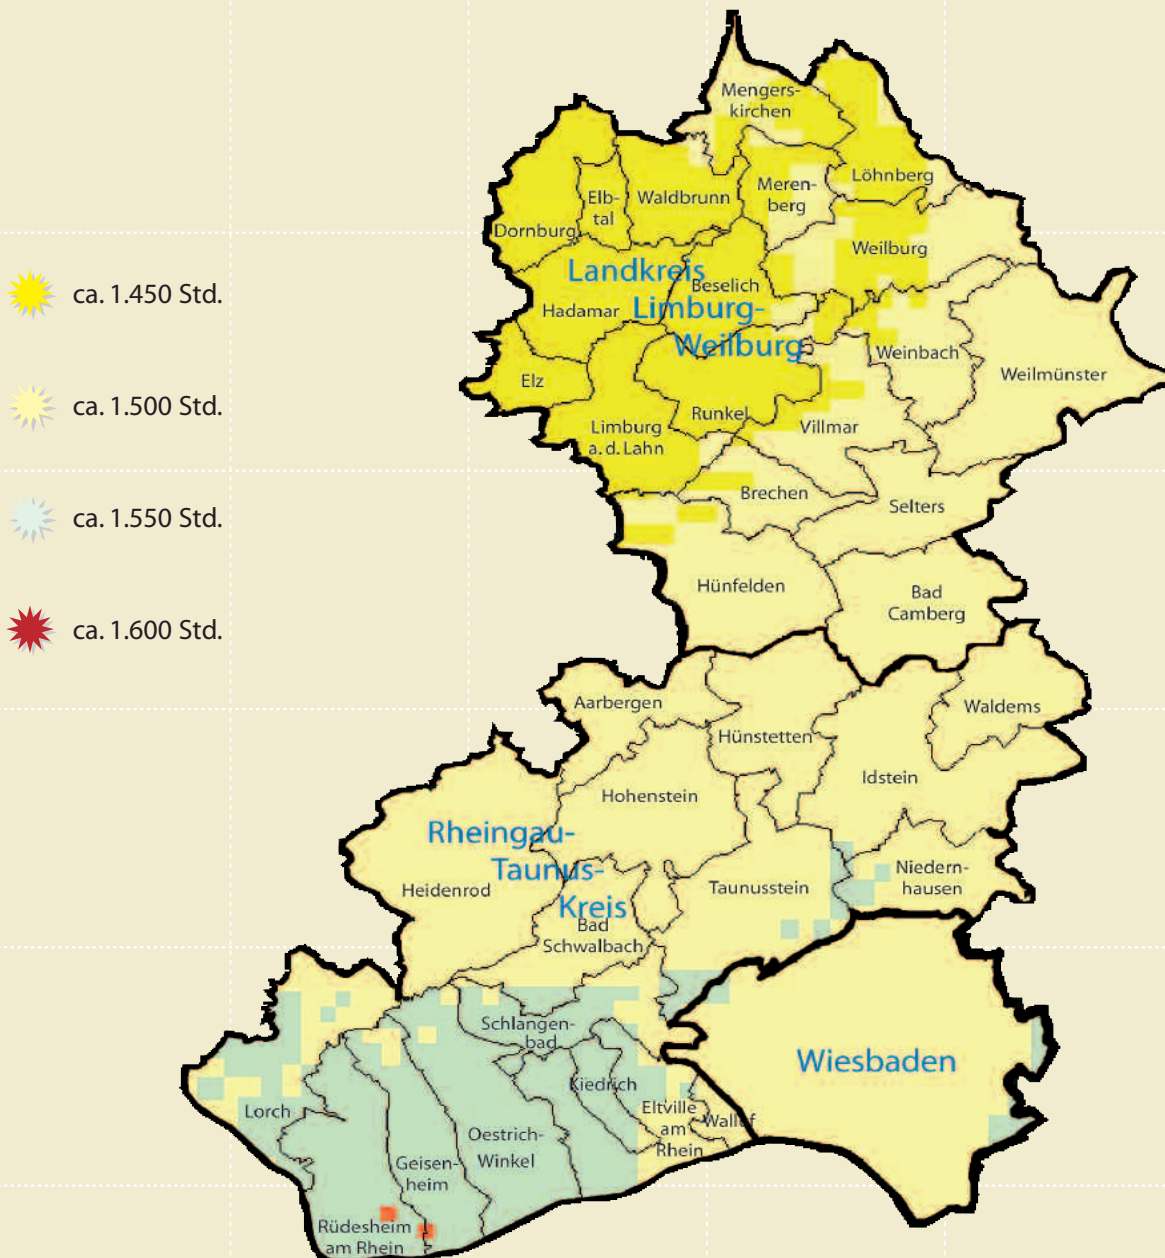 Mengers-
kirchen
Löhnberg
Meren-
berg
Waldbrunn
Elb-
tal
Dornburg
Weilburg
Landkreis
Limburg-
Weilburg
Beselich
Hadamar
Weinbach
Weilmünster
Elz
Runkel
Villmar
Limburg
a. d. Lahn
Brechen
Selters
Hünfelden
Bad
Camberg
ca. 1.450 Std.
ca. 1.500 Std.
ca. 1.550 Std.
ca. 1.600 Std.
Aarbergen
Waldems
Hünstetten
Idstein
Hohenstein
Rheingau-
Taunus-
Kreis
Heidenrod
Taunusstein
Niedern-
hausen
Bad
Schwalbach
Schlangen-
bad
Wiesbaden
Kiedrich
Lorch
Eltville
am
Rhein
Walluf
Oestrich-
Winkel
Geisen-
heim
Rüdesheim
am Rhein